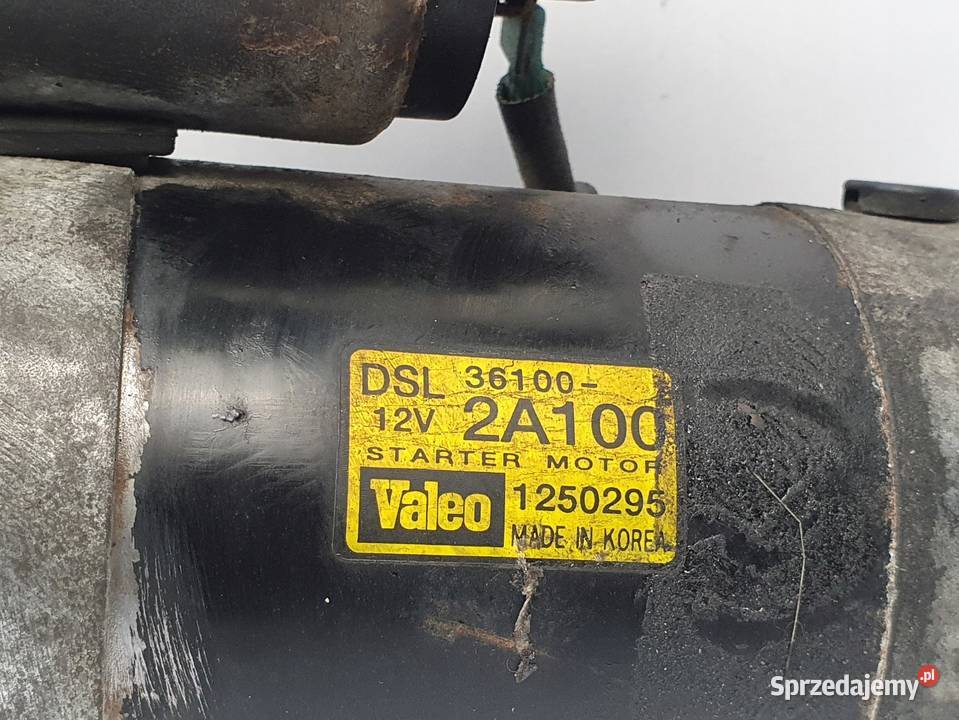 DSL 36100-
12V 2A100
STARTER MOTOR
Valeo 1250295
MADE IN KOREA
Sprzedajemy.pl